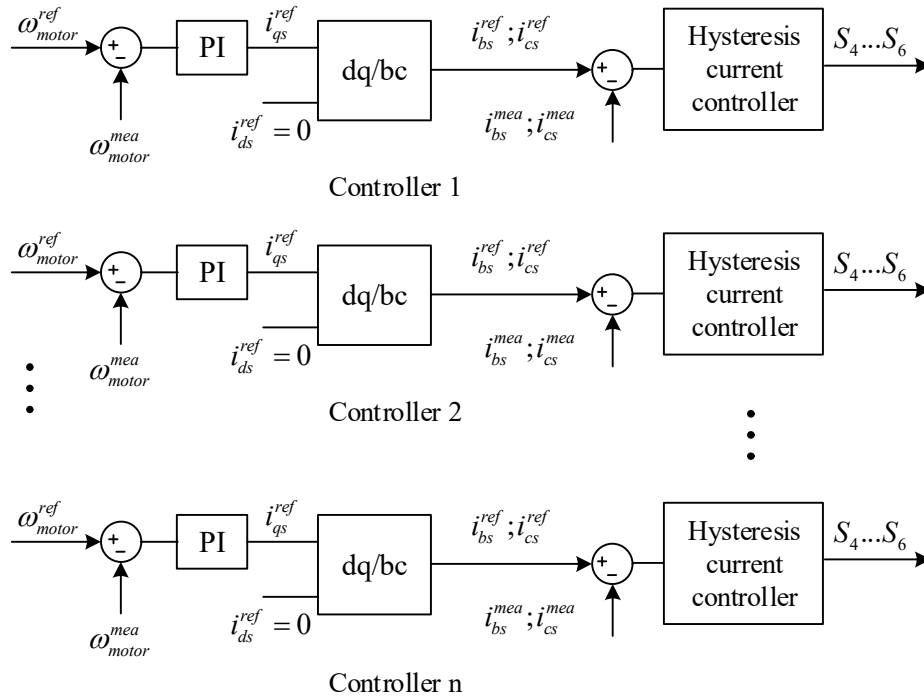 ω_motor^ref
+
−
PI
i_qs^ref
dq/bc
i_bs^ref ; i_cs^ref
+
−
Hysteresis
current
controller
S_4...S_6
ω_motor^mea
i_ds^ref = 0
i_bs^mea ; i_cs^mea
Controller 1
ω_motor^ref
+
−
PI
i_qs^ref
dq/bc
i_bs^ref ; i_cs^ref
+
−
Hysteresis
current
controller
S_4...S_6
ω_motor^mea
i_ds^ref = 0
i_bs^mea ; i_cs^mea
Controller 2
ω_motor^ref
+
−
PI
i_qs^ref
dq/bc
i_bs^ref ; i_cs^ref
+
−
Hysteresis
current
controller
S_4...S_6
ω_motor^mea
i_ds^ref = 0
i_bs^mea ; i_cs^mea
Controller n